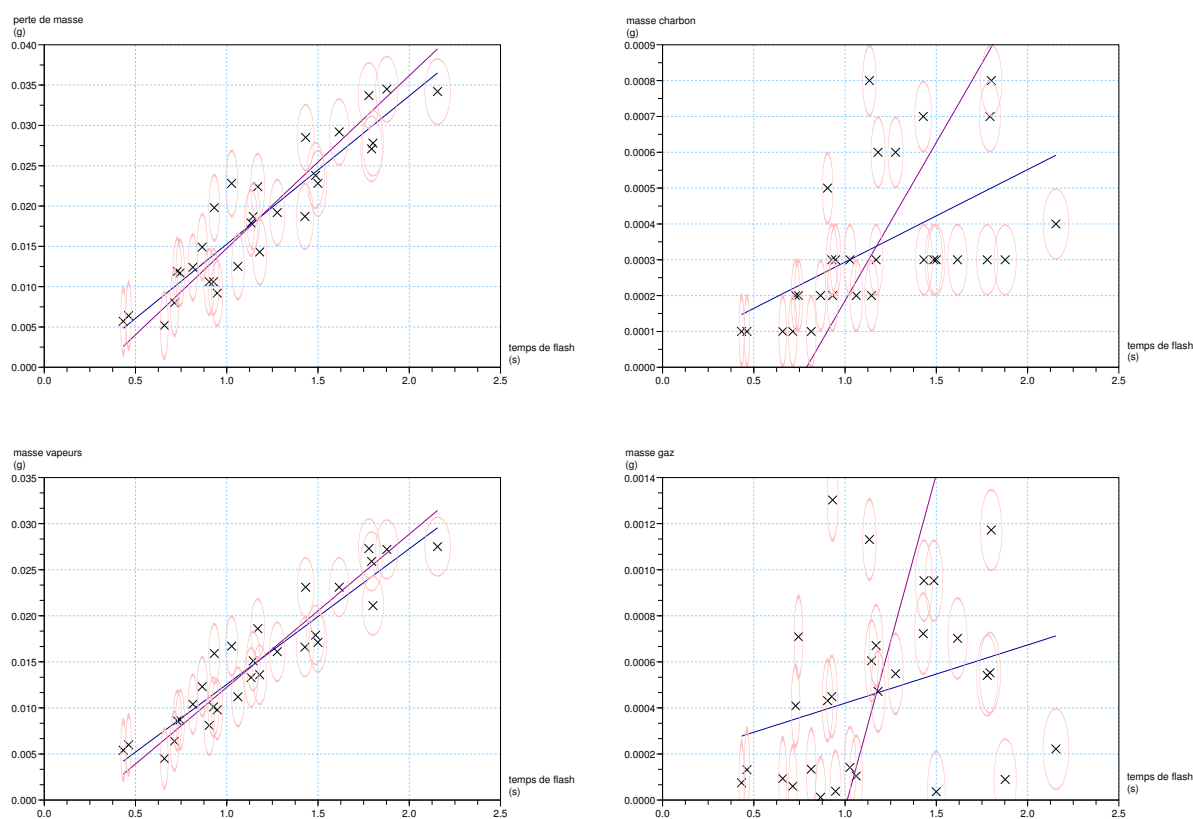 perte de masse
(g)
0.040
0.035
0.030
0.025
0.020
0.015
0.010
0.005
0.000
0.0 0.5 1.0 1.5 2.0 2.5
temps de flash
(s)
masse charbon
(g)
0.0009
0.0008
0.0007
0.0006
0.0005
0.0004
0.0003
0.0002
0.0001
0.0000
0.0 0.5 1.0 1.5 2.0 2.5
temps de flash
(s)
masse vapeurs
(g)
0.035
0.030
0.025
0.020
0.015
0.010
0.005
0.000
0.0 0.5 1.0 1.5 2.0 2.5
temps de flash
(s)
masse gaz
(g)
0.0014
0.0012
0.0010
0.0008
0.0006
0.0004
0.0002
0.0000
0.0 0.5 1.0 1.5 2.0 2.5
temps de flash
(s)